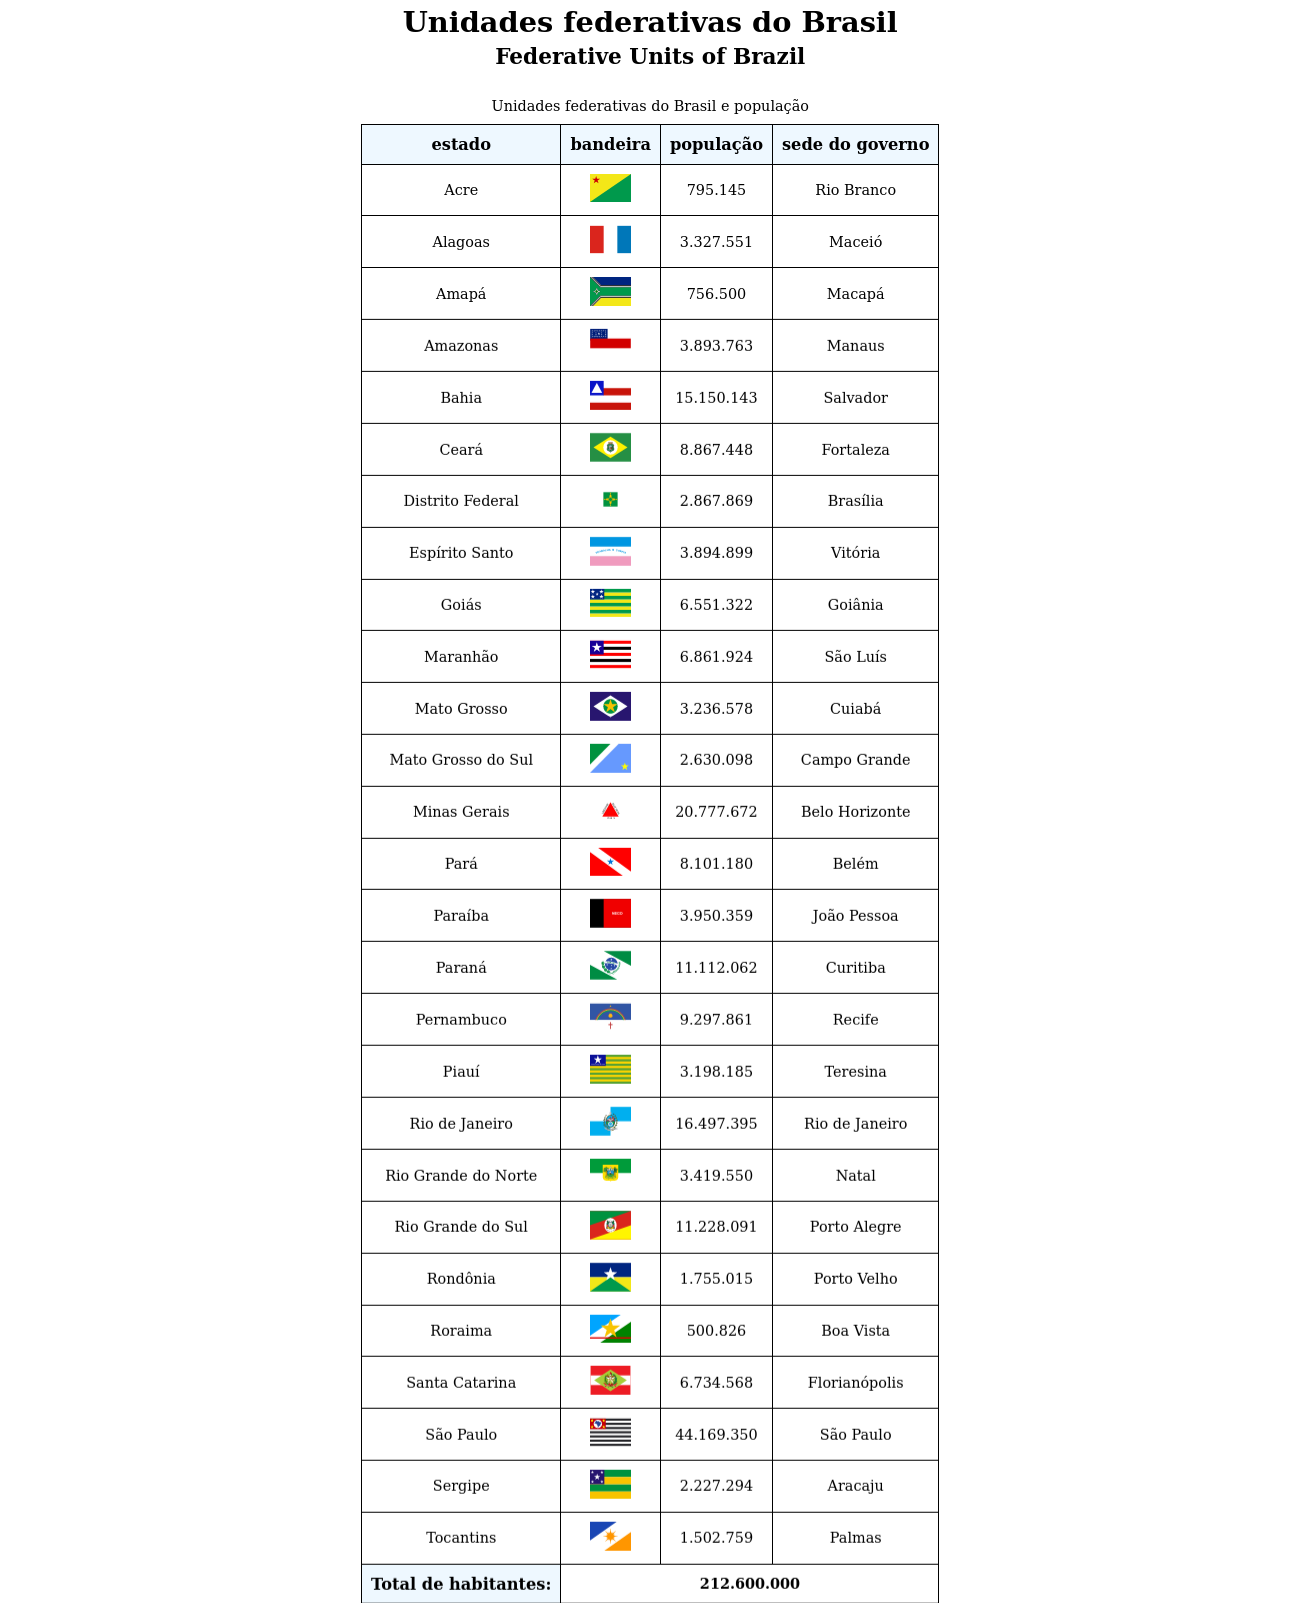 Unidades federativas do Brasil
Federative Units of Brazil
Unidades federativas do Brasil e população
estado bandeira população sede do governo
Acre 795.145 Rio Branco
Alagoas 3.327.551 Maceió
Amapá 756.500 Macapá
Amazonas 3.893.763 Manaus
Bahia 15.150.143 Salvador
Ceará 8.867.448 Fortaleza
Distrito Federal 2.867.869 Brasília
Espírito Santo 3.894.899 Vitória
Goiás 6.551.322 Goiânia
Maranhão 6.861.924 São Luís
Mato Grosso 3.236.578 Cuiabá
Mato Grosso do Sul 2.630.098 Campo Grande
Minas Gerais 20.777.672 Belo Horizonte
Pará 8.101.180 Belém
Paraíba 3.950.359 João Pessoa
Paraná 11.112.062 Curitiba
Pernambuco 9.297.861 Recife
Piauí 3.198.185 Teresina
Rio de Janeiro 16.497.395 Rio de Janeiro
Rio Grande do Norte 3.419.550 Natal
Rio Grande do Sul 11.228.091 Porto Alegre
Rondônia 1.755.015 Porto Velho
Roraima 500.826 Boa Vista
Santa Catarina 6.734.568 Florianópolis
São Paulo 44.169.350 São Paulo
Sergipe 2.227.294 Aracaju
Tocantins 1.502.759 Palmas
Total de habitantes: 212.600.000